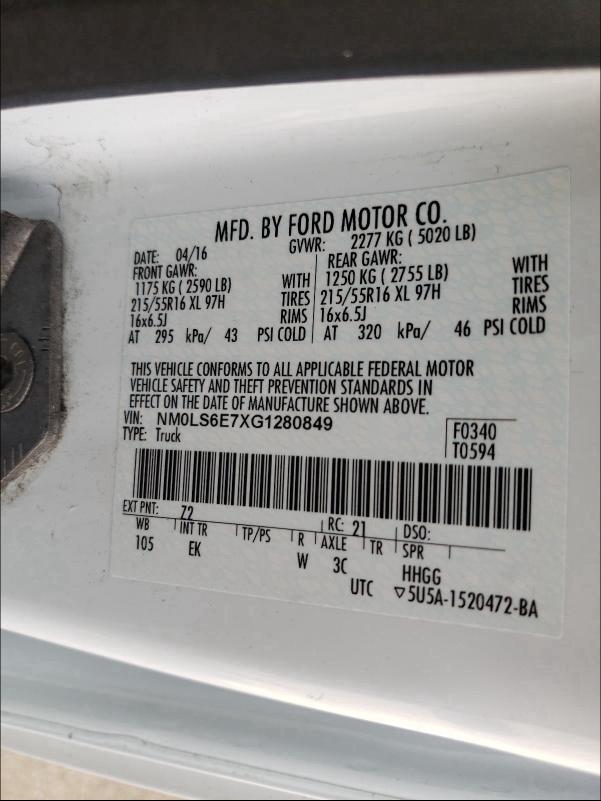 MFD. BY FORD MOTOR CO.
DATE: 04/16 GVWR: 2277 KG ( 5020 LB)
FRONT GAWR: REAR GAWR:
1175 KG ( 2590 LB) WITH 1250 KG ( 2755 LB) WITH
215/55R16 XL 97H TIRES 215/55R16 XL 97H TIRES
16x6.5J RIMS 16x6.5J RIMS
AT 295 kPa/ 43 PSI COLD AT 320 kPa/ 46 PSI COLD
THIS VEHICLE CONFORMS TO ALL APPLICABLE FEDERAL MOTOR
VEHICLE SAFETY AND THEFT PREVENTION STANDARDS IN
EFFECT ON THE DATE OF MANUFACTURE SHOWN ABOVE.
VIN: NM0LS6E7XG1280849 F0340
TYPE: Truck T0594
EXT PNT: Z2 RC: 21 DSO:
WB INT TR TP/PS R AXLE TR SPR
105 EK W 3C HHGG
UTC ▽5U5A-1520472-BA